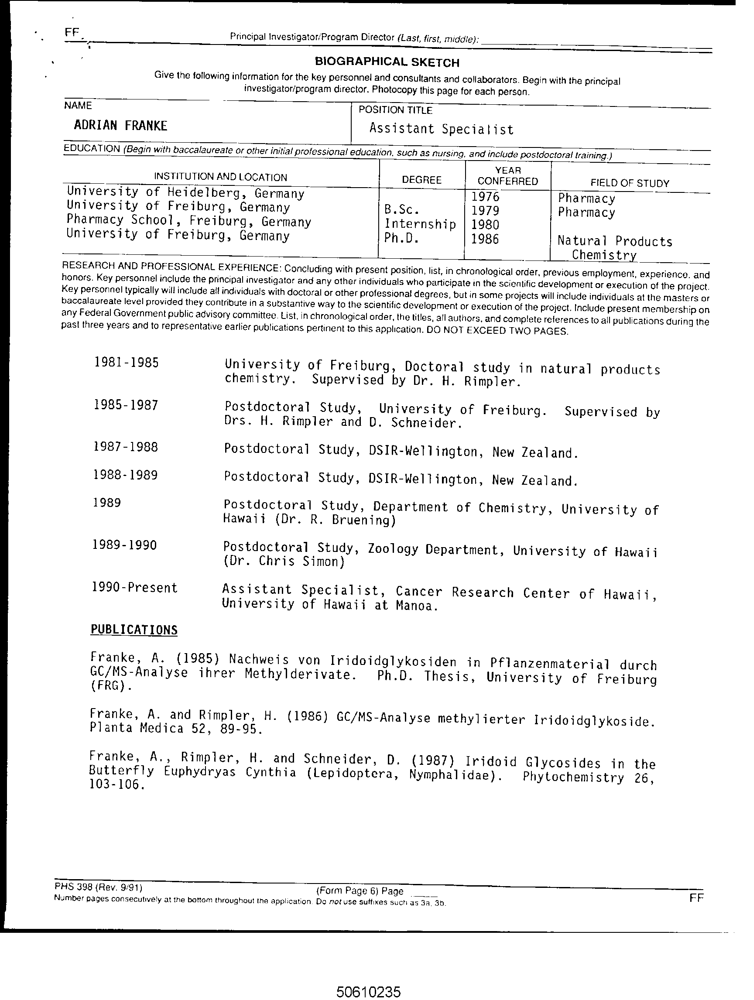 FF
Principal Investigator/Program Director (Last, first, middle):
BIOGRAPHICAL SKETCH
Give the following information for the key personnel and consultants and collaborators. Begin with the principal
investigator/program director. Photocopy this page for each person.
NAME
POSITION TITLE
ADRIAN FRANKE
Assistant Specialist
EDUCATION (Begin with baccalaureate or other initial professional education, such as nursing, and include postdoctoral training.)
INSTITUTION AND LOCATION DEGREE YEAR CONFERRED FIELD OF STUDY
University of Heidelberg, Germany 1976 Pharmacy
University of Freiburg, Germany B.Sc. 1979 Pharmacy
Pharmacy School, Freiburg, Germany Internship 1980
University of Freiburg, Germany Ph.D. 1986 Natural Products
Chemistry
RESEARCH AND PROFESSIONAL EXPERIENCE: Concluding with present position, list, in chronological order, previous employment, experience, and
honors. Key personnel include the principal investigator and any other individuals who participate in the scientific development or execution of the project.
Key personnel typically will include all individuals with doctoral or other professional degrees, but in some projects will include individuals at the masters or
baccalaureate level provided they contribute in a substantive way to the scientific development or execution of the project. Include present membership on
any Federal Government public advisory committee. List, in chronological order, the titles, all authors, and complete references to all publications during the
past three years and to representative earlier publications pertinent to this application. DO NOT EXCEED TWO PAGES.
1981-1985 University of Freiburg, Doctoral study in natural products
chemistry. Supervised by Dr. H. Rimpler.
1985-1987 Postdoctoral Study, University of Freiburg. Supervised by
Drs. H. Rimpler and D. Schneider.
1987-1988 Postdoctoral Study, DSIR-Wellington, New Zealand.
1988-1989 Postdoctoral Study, DSIR-Wellington, New Zealand.
1989 Postdoctoral Study, Department of Chemistry, University of
Hawaii (Dr. R. Bruening)
1989-1990 Postdoctoral Study, Zoology Department, University of Hawaii
(Dr. Chris Simon)
1990-Present Assistant Specialist, Cancer Research Center of Hawaii,
University of Hawaii at Manoa.
PUBLICATIONS
Franke, A. (1985) Nachweis von Iridoidglykosiden in Pflanzenmaterial durch
GC/MS-Analyse ihrer Methylderivate. Ph.D. Thesis, University of Freiburg
(FRG).
Franke, A. and Rimpler, H. (1986) GC/MS-Analyse methylierter Iridoidglykoside.
Planta Medica 52, 89-95.
Franke, A., Rimpler, H. and Schneider, D. (1987) Iridoid Glycosides in the
Butterfly Euphydryas Cynthia (Lepidoptera, Nymphalidae). Phytochemistry 26,
103-106.
PHS 398 (Rev. 9/91) (Form Page 6) Page
Number pages consecutively at the bottom throughout the application. Do not use suffixes such as 3a, 3b. FF
50610235